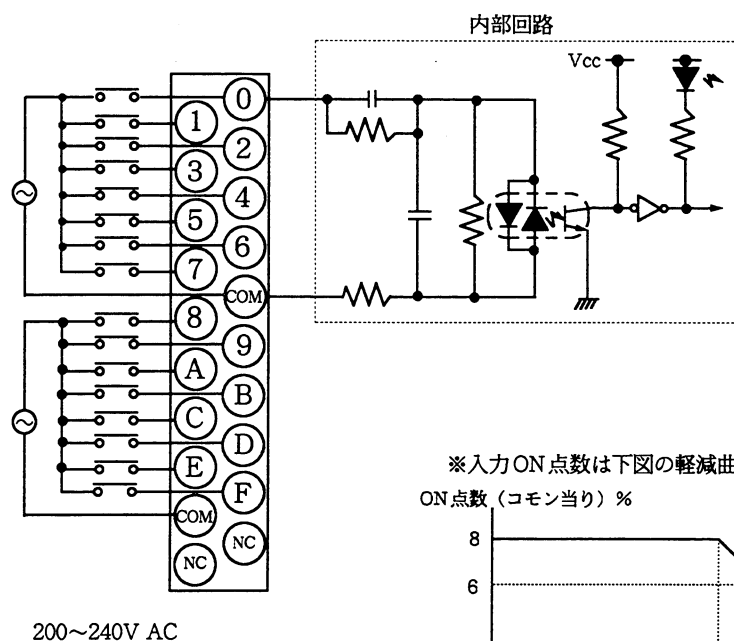 内部回路
Vcc
0
1
2
3
4
5
6
7
COM
8
9
A
B
C
D
E
F
COM
NC
NC
※入力ON点数は下図の軽減曲
ON点数（コモン当り）%
8
6
200～240V AC